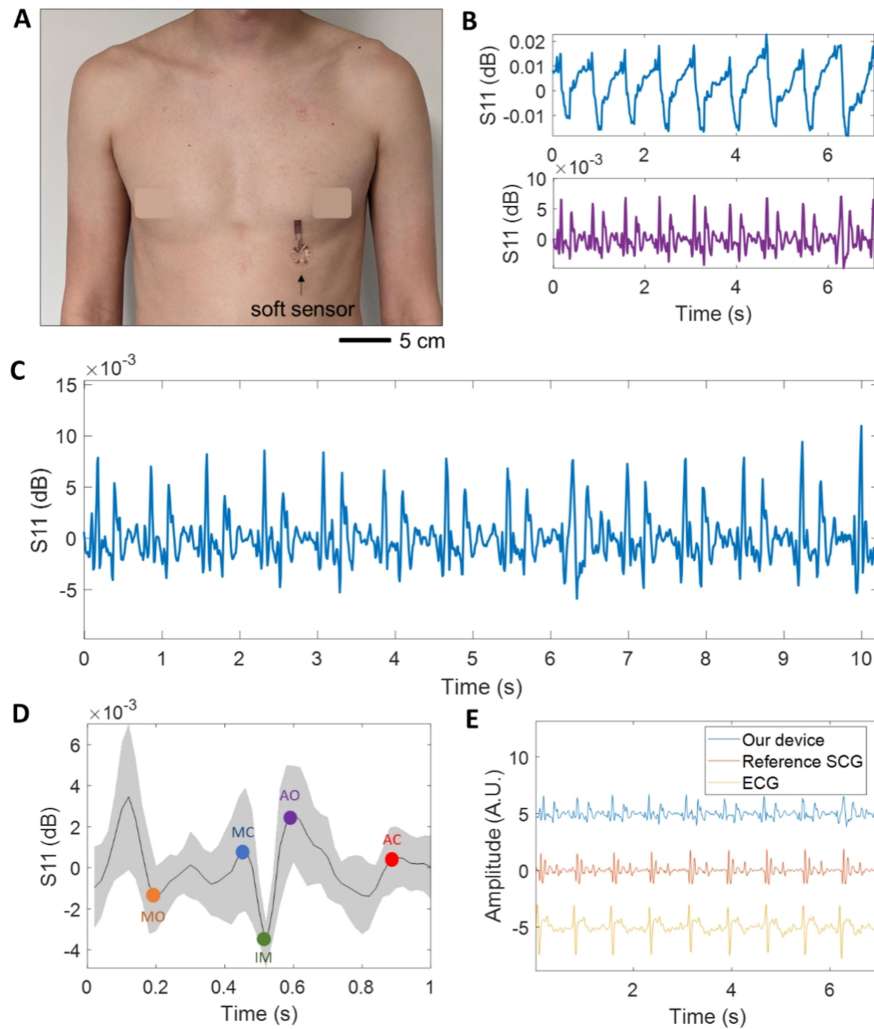 A
soft sensor
5 cm
B
S11 (dB)
0.02
0.01
0
-0.01
0 2 4 6
×10⁻³
S11 (dB)
10
5
0
0 2 4 6
Time (s)
C
×10⁻³
S11 (dB)
15
10
5
0
-5
0 1 2 3 4 5 6 7 8 9 10
Time (s)
D
×10⁻³
S11 (dB)
6
4
2
0
-2
-4
MO
MC
IM
AO
AC
0 0.2 0.4 0.6 0.8 1
Time (s)
E
Amplitude (A.U.)
10
5
0
-5
Our device
Reference SCG
ECG
2 4 6
Time (s)